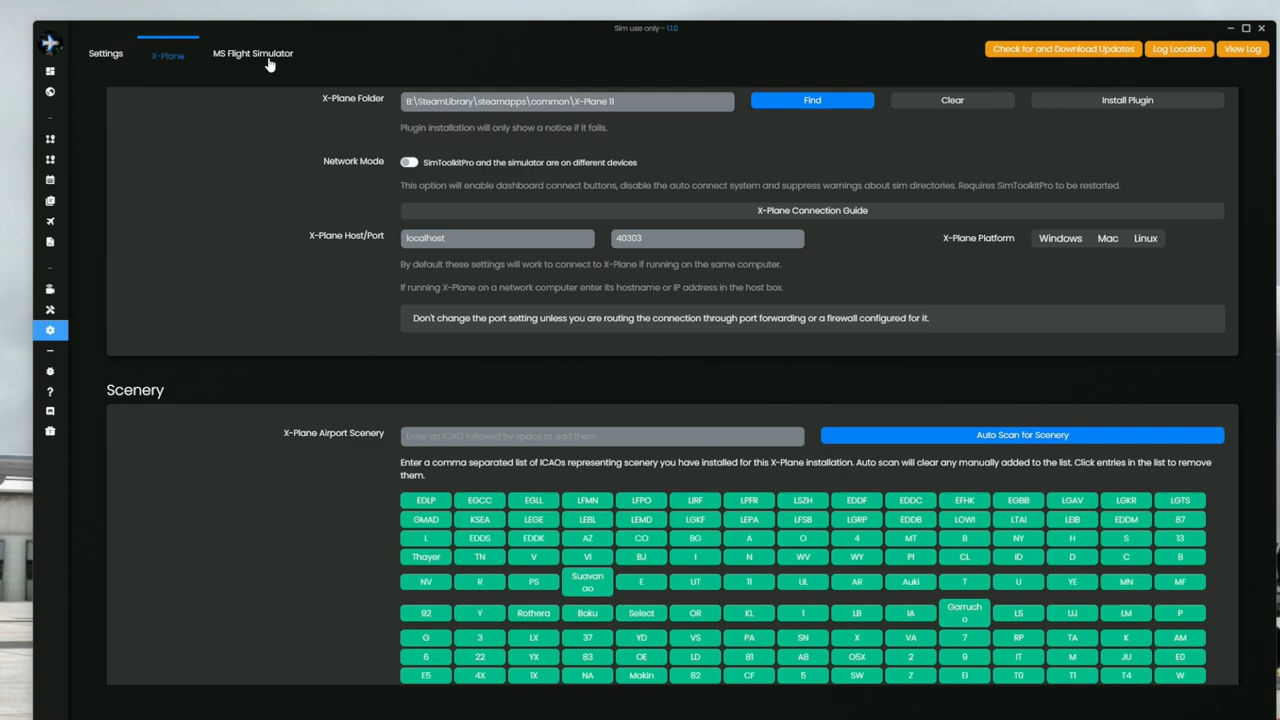 Sim use only - 1.1.0
Settings
X-Plane
MS Flight Simulator
Check for and Download Updates
Log Location
View Log
X-Plane Folder
B:\SteamLibrary\steamapps\common\X-Plane 11
Find
Clear
Install Plugin
Plugin installation will only show a notice if it fails.
Network Mode
SimToolkitPro and the simulator are on different devices
This option will enable dashboard connect buttons, disable the auto connect system and suppress warnings about sim directories. Requires SimToolkitPro to be restarted.
X-Plane Connection Guide
X-Plane Host/Port
localhost
40303
X-Plane Platform
Windows
Mac
Linux
By default these settings will work to connect to X-Plane if running on the same computer.
If running X-Plane on a network computer enter its hostname or IP address in the host box.
Don't change the port setting unless you are routing the connection through port forwarding or a firewall configured for it.
Scenery
X-Plane Airport Scenery
Enter an ICAO followed by space to add them
Auto Scan for Scenery
Enter a comma separated list of ICAOs representing scenery you have installed for this X-Plane installation. Auto scan will clear any manually added to the list. Click entries in the list to remove
them.
EDLP EGCC EGLL LFMN LFPO LIRF LPFR LSZH EDDF EDDC EFHK EGBB LGAV LGKR LGTS
GMAD KSEA LEGE LEBL LEMD LGKF LEPA LFSB LGRP EDDB LOWI LTAI LEIB EDDM 87
L EDDS EDDK AZ CO BG A O 4 MT B NY H S 13
Thayer TN V VI BJ I N WV WY PI CL ID D C 8
NV R PS Suavan
ao E UT 11 UL AR Auki T U YE MN MF
92 Y Rothera Boku Select OR KL 1 LB IA Garruch
o LS UJ LM P
G 3 LX 37 YD VS PA SN X VA 7 RP TA K AM
6 22 YX 83 OE LD 81 A8 O5X 2 9 IT M JU E0
E5 4X 1X NA Makin 82 CF 5 SW Z EI T0 T1 T4 W